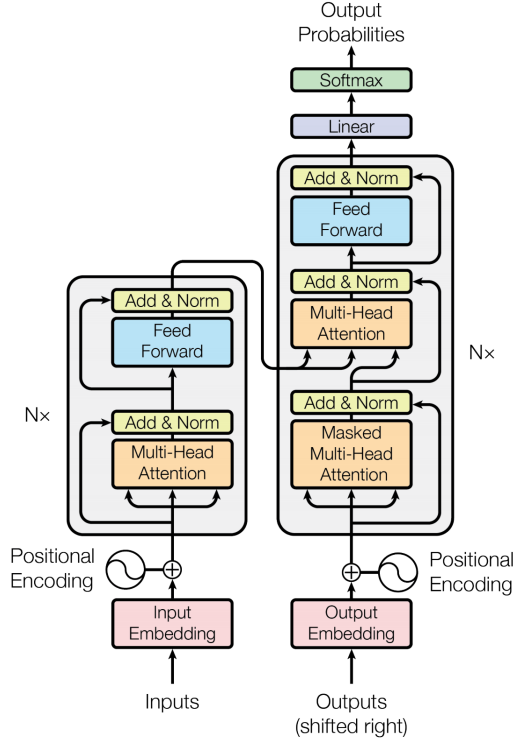 Output
Probabilities
Softmax
Linear
Add & Norm
Feed
Forward
Add & Norm
Multi-Head
Attention
Add & Norm
Masked
Multi-Head
Attention
N×
Add & Norm
Feed
Forward
Add & Norm
Multi-Head
Attention
N×
Positional
Encoding
Positional
Encoding
Input
Embedding
Output
Embedding
Inputs
Outputs
(shifted right)